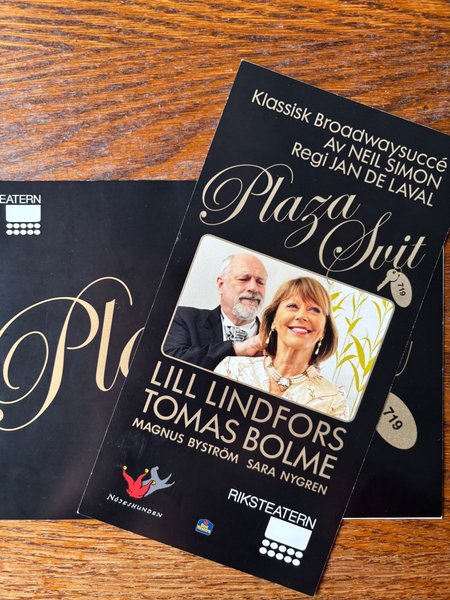 Klassisk Broadwaysuccé
AV NEIL SIMON
Regi JAN DE LAVAL
Plaza
Svit
719
LILL LINDFORS
TOMAS BOLME
MAGNUS BYSTRÖM SARA NYGREN
NÖJESHUNDEN
RIKSTEATERN
TEATERN
Pla
719